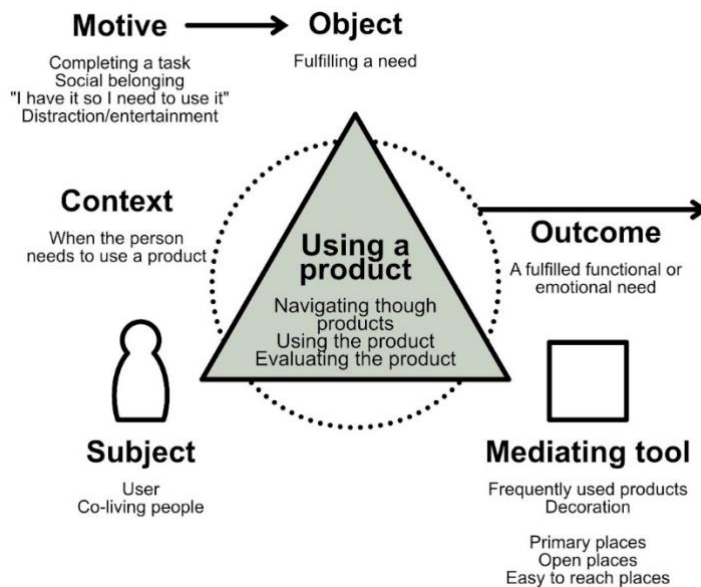 Motive
Object
Completing a task
Social belonging
"I have it so I need to use it"
Distraction/entertainment
Fulfilling a need
Context
When the person
needs to use a product
Using a
product
Navigating though
products
Using the product
Evaluating the product
Outcome
A fulfilled functional or
emotional need
Subject
User
Co-living people
Mediating tool
Frequently used products
Decoration
Primary places
Open places
Easy to reach places